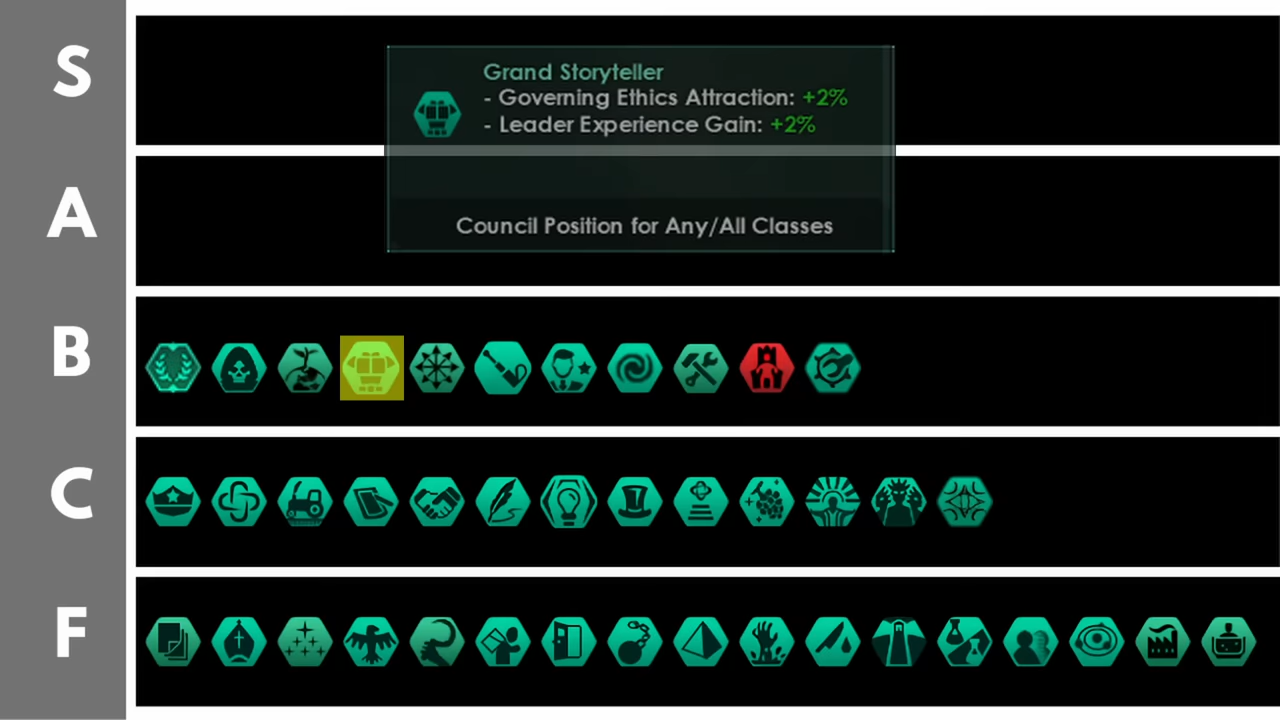 S
Grand Storyteller
- Governing Ethics Attraction: +2%
- Leader Experience Gain: +2%
A
Council Position for Any/All Classes
B
C
F